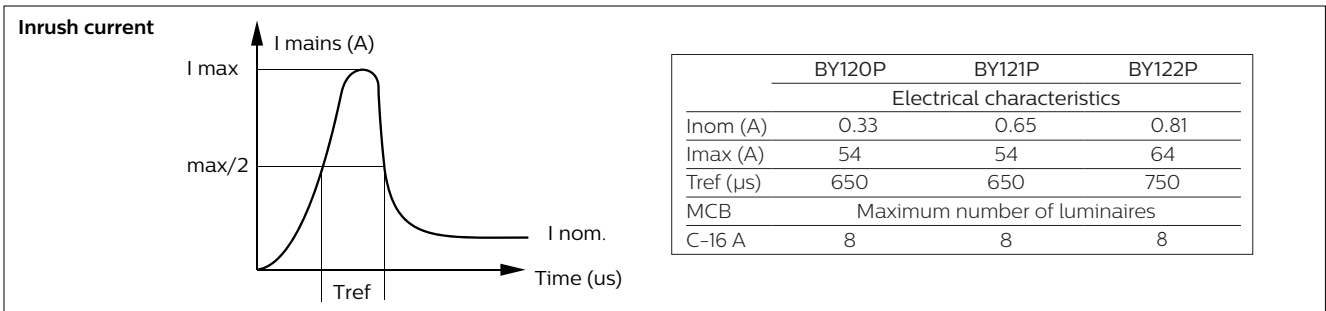 Inrush current
I mains (A)
I max
max/2
I nom.
Time (us)
Tref
BY120P BY121P BY122P
Electrical characteristics
Inom (A) 0.33 0.65 0.81
Imax (A) 54 54 64
Tref (µs) 650 650 750
MCB Maximum number of luminaires
C-16 A 8 8 8